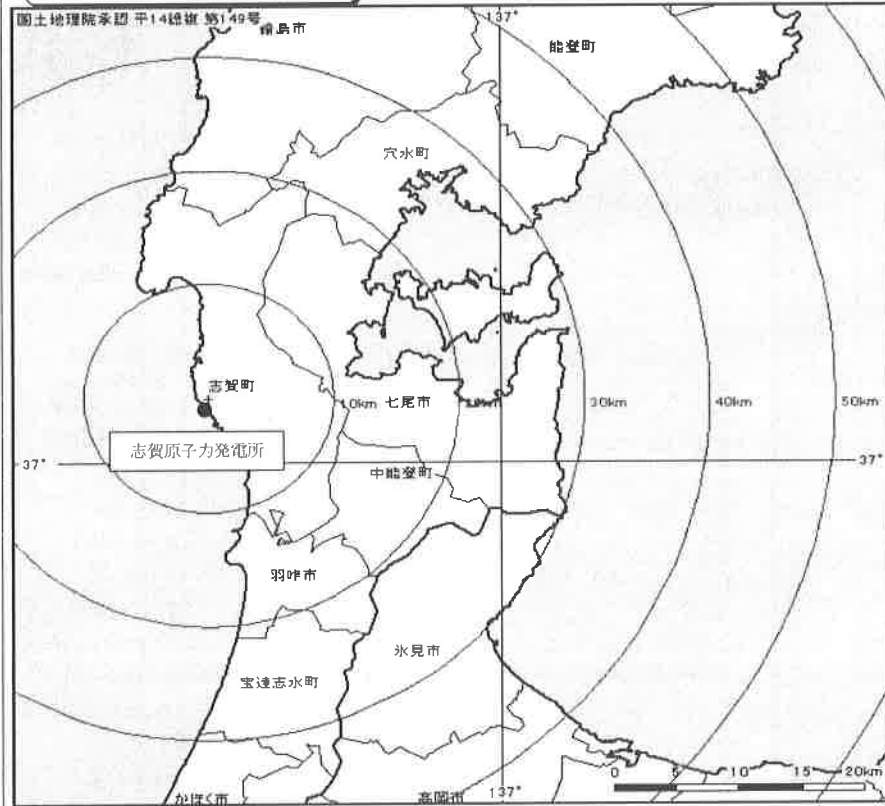 国土地理院承認 平14総複 第149号
137°
輪島市
能登町
穴水町
志賀町
10km
七尾市
30km
40km
50km
志賀原子力発電所
37°
37°
中能登町
羽咋市
氷見市
宝達志水町
137°
0 5 10 15 20km
かほく市
高岡市